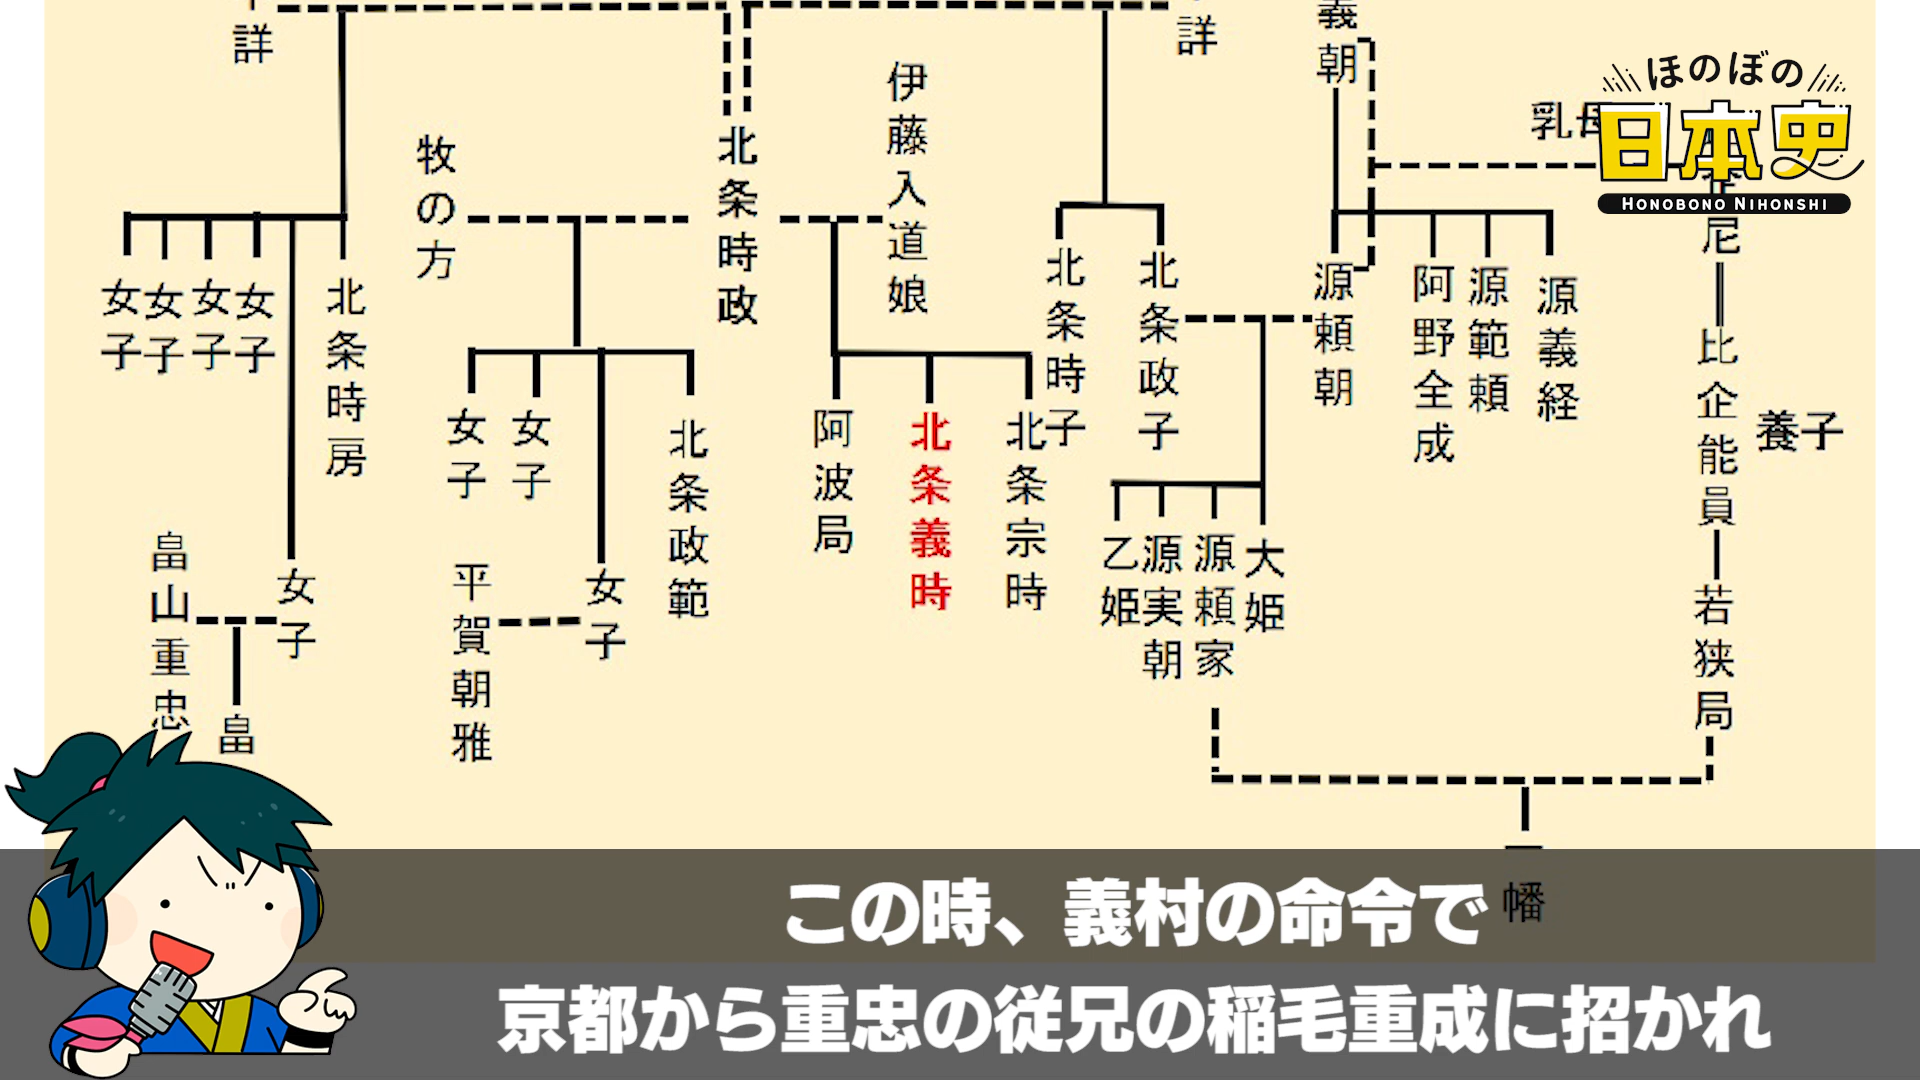 詳
詳
義朝
ほのぼの
日本史
HONOBONO NIHONSHI
乳母
尼
牧の方
北条時政
伊藤入道娘
女子
女子
女子
女子
北条時房
北条時子
北条政子
源頼朝
阿野全成
源範頼
源義経
比企能員
養子
女子
女子
北条政範
阿波局
北条義時
北条宗時
乙姫
源実朝
源頼家
大姫
若狭局
畠山重忠
女子
畠
平賀朝雅
女子
幡
この時、義村の命令で
京都から重忠の従兄の稲毛重成に招かれ